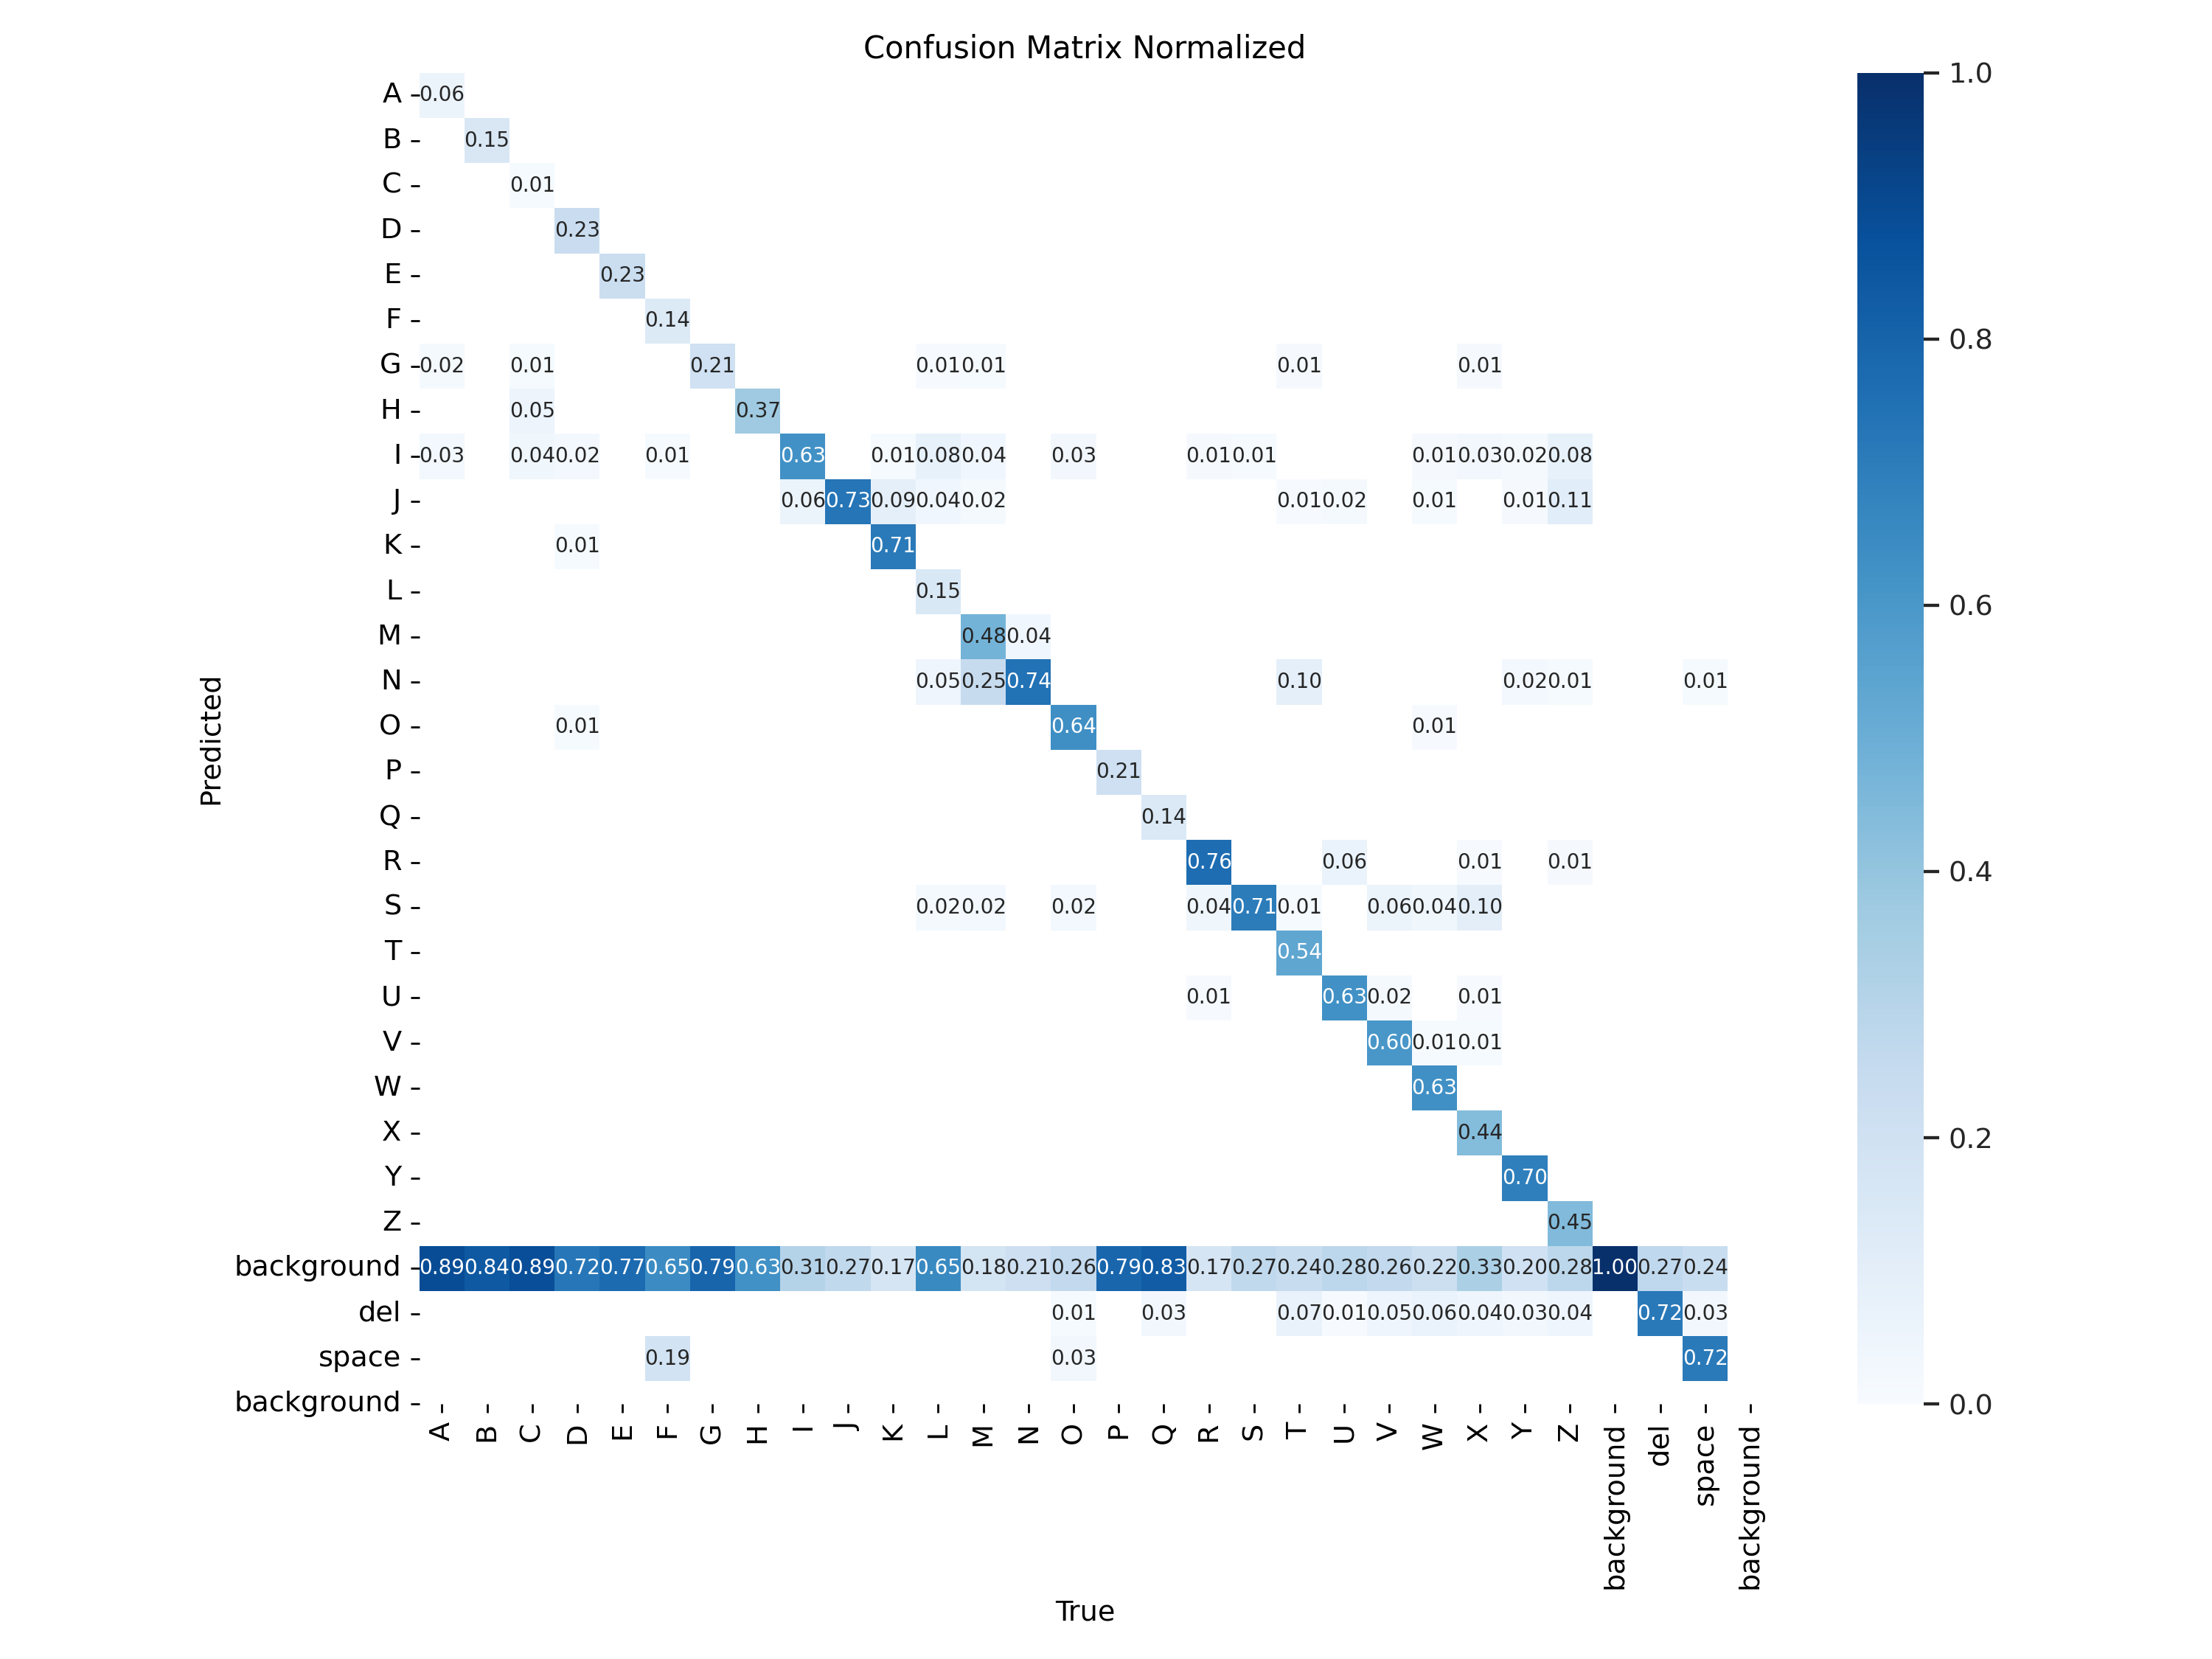 Confusion Matrix Normalized
A 0.06
B 0.15
C 0.01
D 0.23
E 0.23
F 0.14
G 0.02 0.01 0.21 0.01 0.01 0.01 0.01
H 0.05 0.37
I 0.03 0.04 0.02 0.01 0.63 0.01 0.08 0.04 0.03 0.01 0.01 0.01 0.03 0.02 0.08
J 0.06 0.73 0.09 0.04 0.02 0.01 0.02 0.01 0.01 0.11
K 0.01 0.71
L 0.15
M 0.48 0.04
N 0.05 0.25 0.74 0.10 0.02 0.01 0.01
O 0.01 0.64 0.01
P 0.21
Q 0.14
R 0.76 0.06 0.01 0.01
S 0.02 0.02 0.02 0.04 0.71 0.01 0.06 0.04 0.10
T 0.54
U 0.01 0.63 0.02 0.01
V 0.60 0.01 0.01
W 0.63
X 0.44
Y 0.70
Z 0.45
background 0.89 0.84 0.89 0.72 0.77 0.65 0.79 0.63 0.31 0.27 0.17 0.65 0.18 0.21 0.26 0.79 0.83 0.17 0.27 0.24 0.28 0.26 0.22 0.33 0.20 0.28 1.00 0.27 0.24
del 0.01 0.03 0.07 0.01 0.05 0.06 0.04 0.03 0.04 0.72 0.03
space 0.19 0.03 0.72
background
A B C D E F G H I J K L M N O P Q R S T U V W X Y Z background del space background
True
Predicted
1.0
0.8
0.6
0.4
0.2
0.0